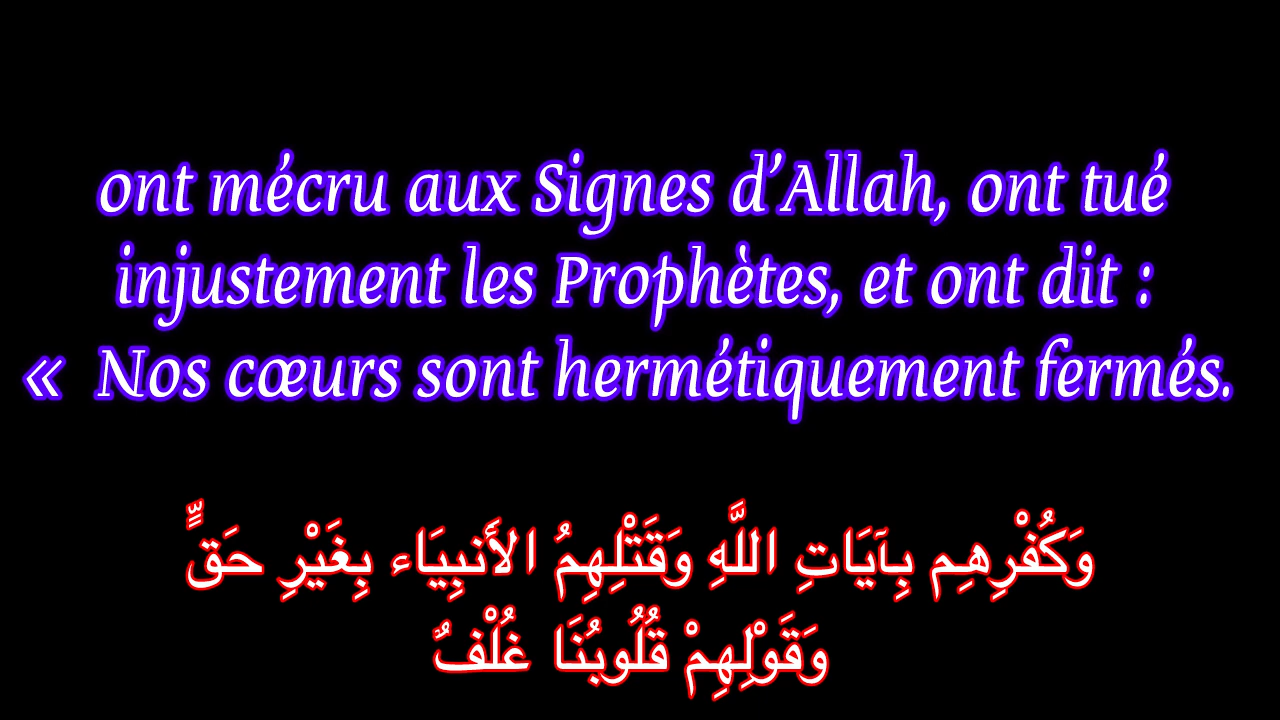 ont mécru aux Signes d’Allah, ont tué
injustement les Prophètes, et ont dit :
«  Nos cœurs sont hermétiquement fermés.
وَكُفْرِهِم بِآيَاتِ اللَّهِ وَقَتْلِهِمُ الأَنبِيَاء بِغَيْرِ حَقٍّ
وَقَوْلِهِمْ قُلُوبُنَا غُلْفٌ